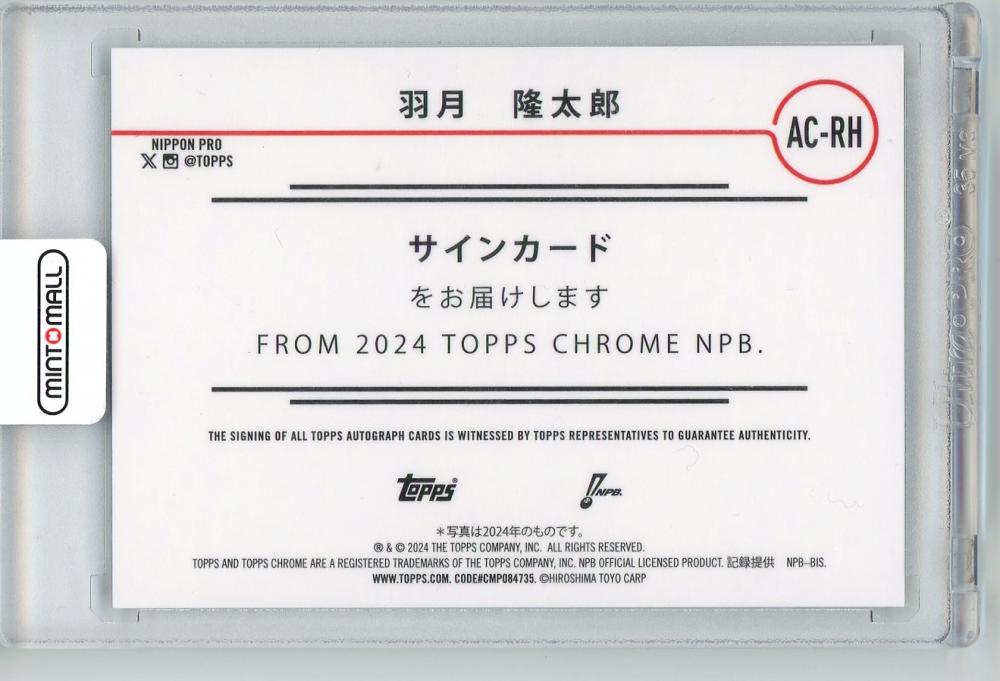 羽月 隆太郎
AC-RH
NIPPON PRO
@TOPPS
サインカード
をお届けします
FROM 2024 TOPPS CHROME NPB.
THE SIGNING OF ALL TOPPS AUTOGRAPH CARDS IS WITNESSED BY TOPPS REPRESENTATIVES TO GUARANTEE AUTHENTICITY.
topps
NPB.
＊写真は2024年のものです。
® & © 2024 THE TOPPS COMPANY, INC. ALL RIGHTS RESERVED.
TOPPS AND TOPPS CHROME ARE A REGISTERED TRADEMARKS OF THE TOPPS COMPANY, INC. NPB OFFICIAL LICENSED PRODUCT. 記録提供 NPB–BIS.
WWW.TOPPS.COM. CODE#CMP084735. ©HIROSHIMA TOYO CARP
MINTOMALL